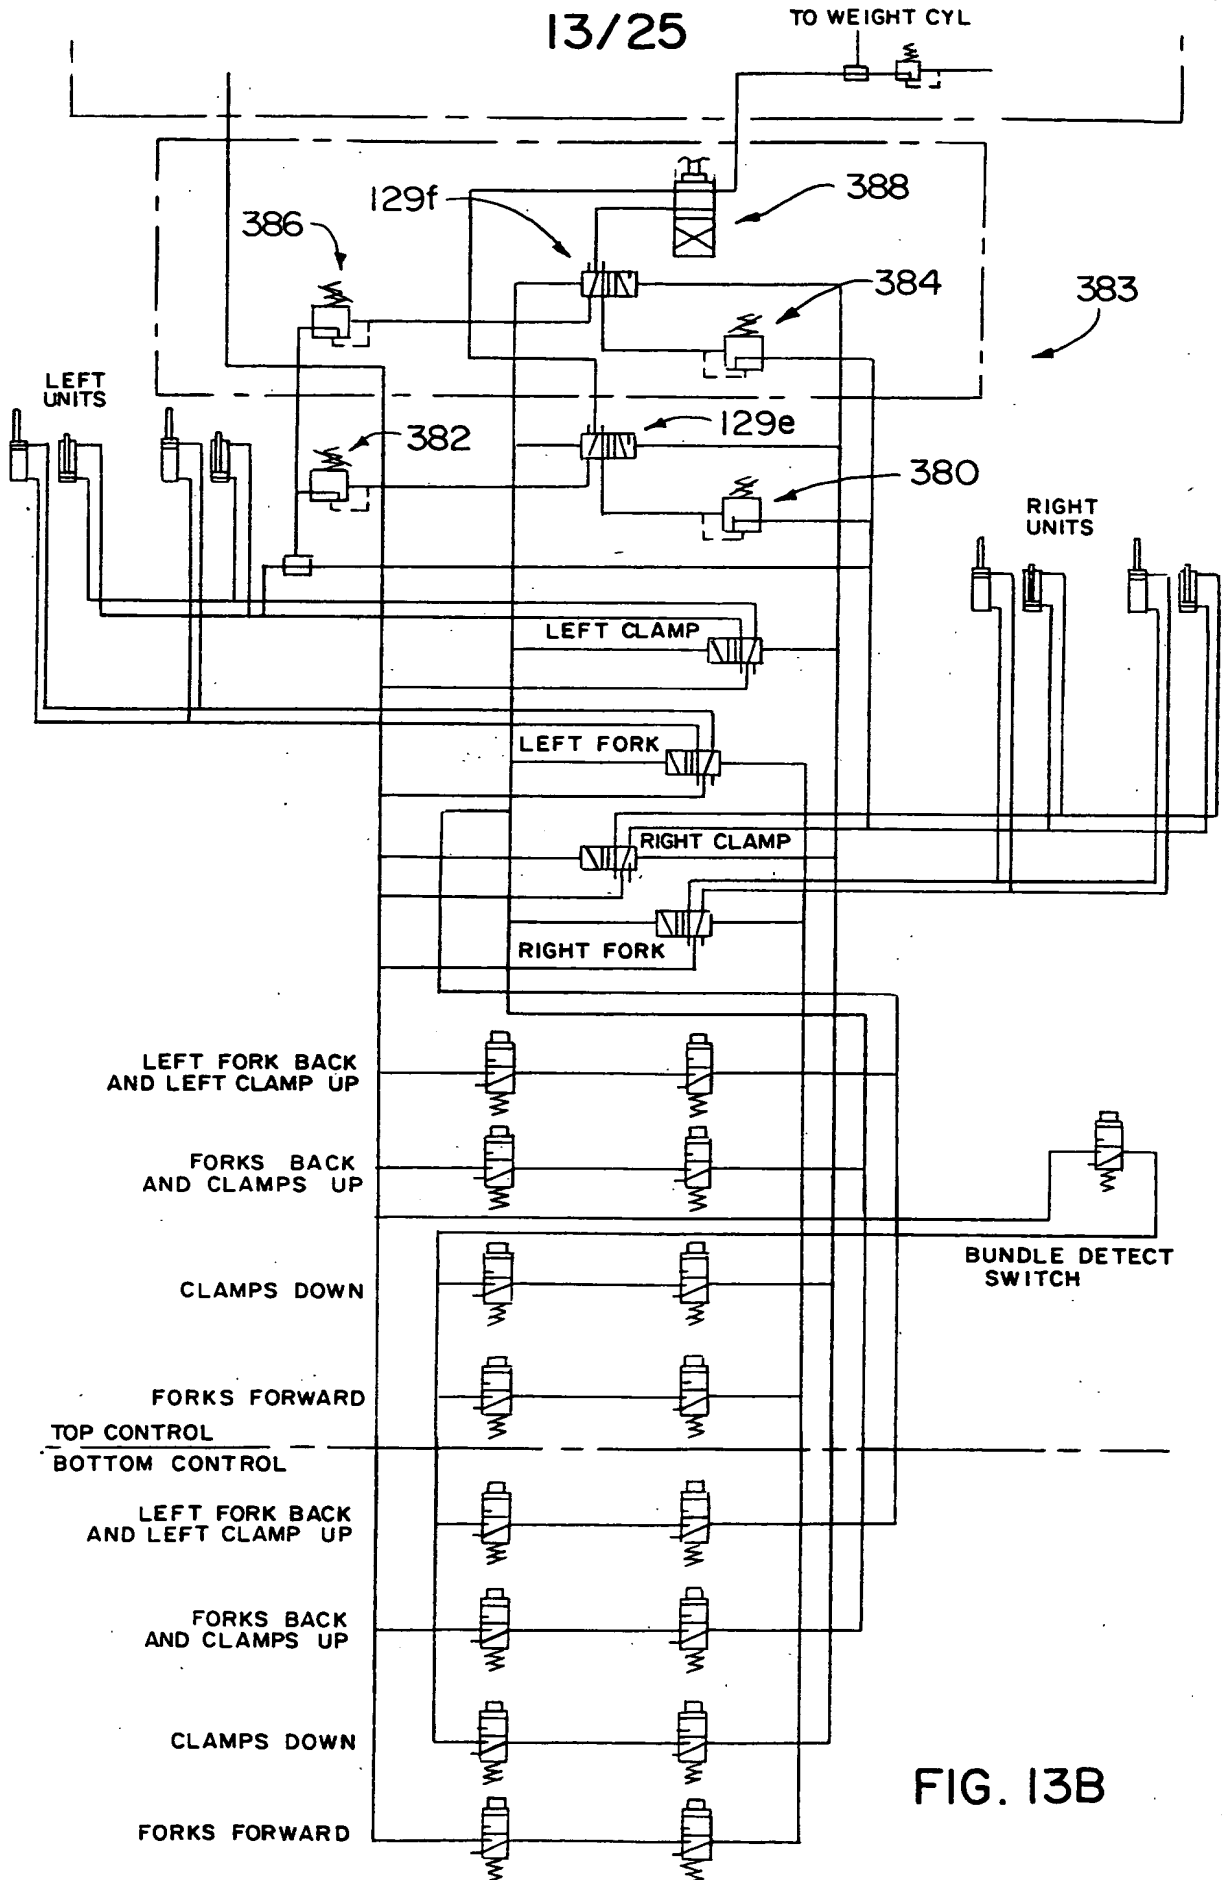 13/25
TO WEIGHT CYL
388
129f
386
384
383
LEFT
UNITS
129e
382
380
RIGHT
UNITS
LEFT CLAMP
LEFT FORK
RIGHT CLAMP
RIGHT FORK
LEFT FORK BACK
AND LEFT CLAMP UP
FORKS BACK
AND CLAMPS UP
BUNDLE DETECT
SWITCH
CLAMPS DOWN
FORKS FORWARD
TOP CONTROL
BOTTOM CONTROL
LEFT FORK BACK
AND LEFT CLAMP UP
FORKS BACK
AND CLAMPS UP
CLAMPS DOWN
FORKS FORWARD
FIG. 13B